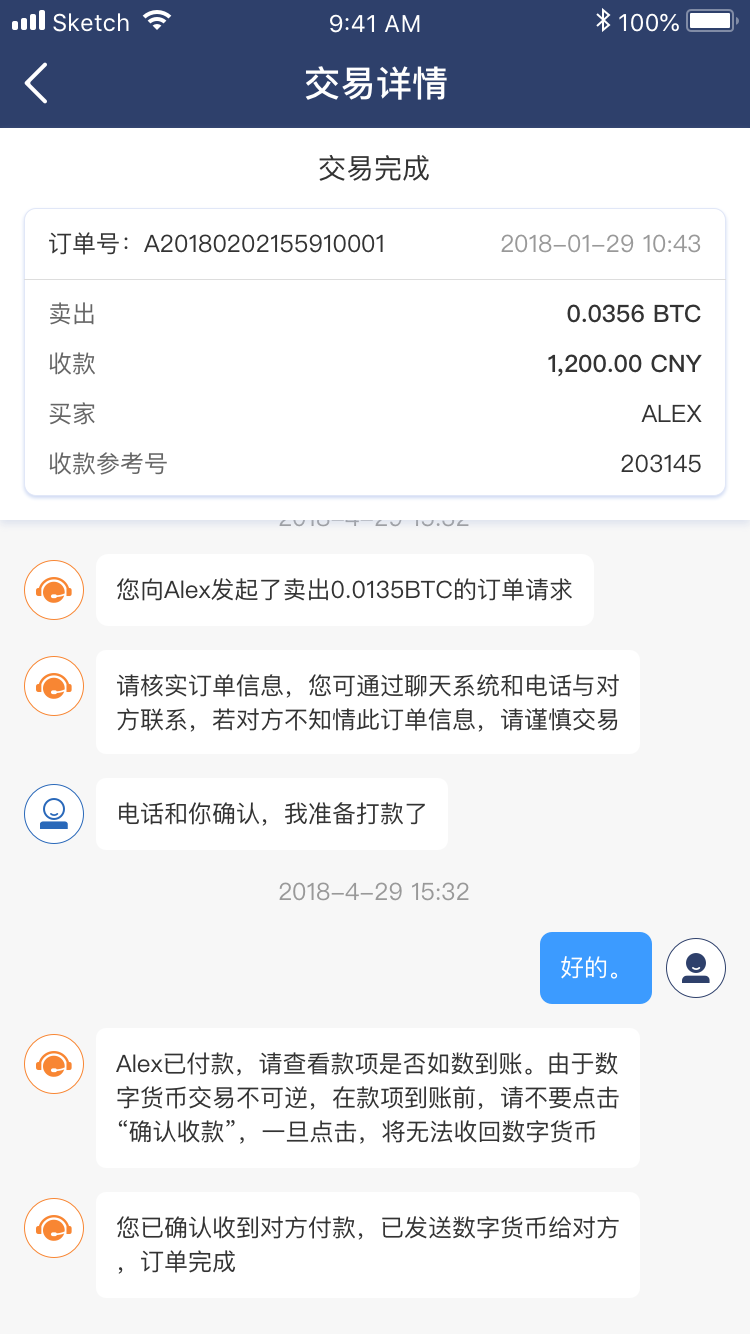 Sketch 9:41 AM 100%
交易详情
交易完成
订单号：A20180202155910001 2018-01-29 10:43
卖出 0.0356 BTC
收款 1,200.00 CNY
买家 ALEX
收款参考号 203145
2018-4-29 15:32
您向Alex发起了卖出0.0135BTC的订单请求
请核实订单信息，您可通过聊天系统和电话与对
方联系，若对方不知情此订单信息，请谨慎交易
电话和你确认，我准备打款了
2018-4-29 15:32
好的。
Alex已付款，请查看款项是否如数到账。由于数
字货币交易不可逆，在款项到账前，请不要点击
“确认收款”，一旦点击，将无法收回数字货币
您已确认收到对方付款，已发送数字货币给对方
，订单完成